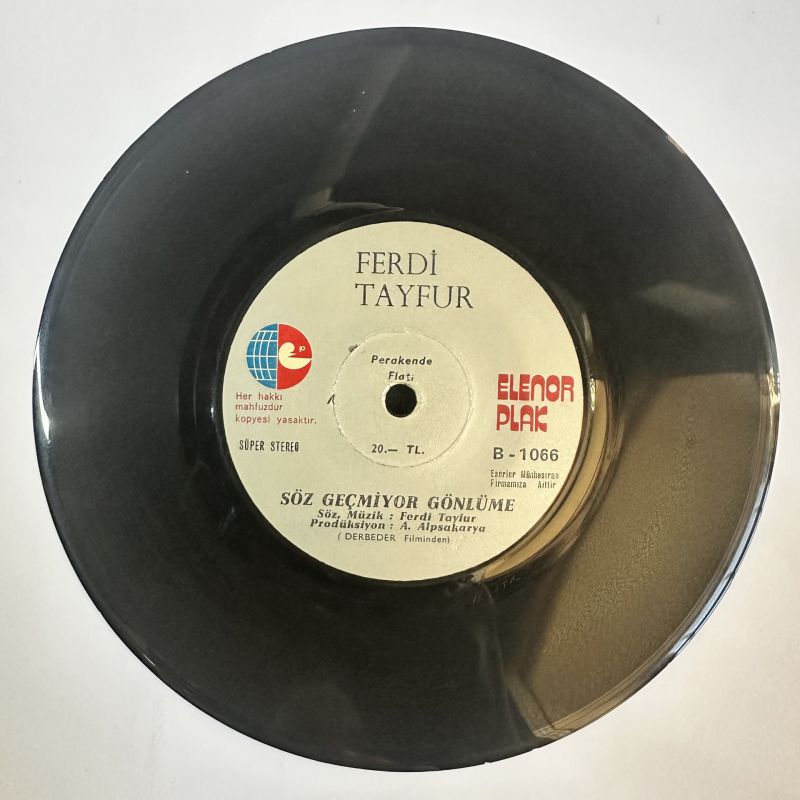 FERDİ
TAYFUR
Perakende
Fiatı
Her hakkı
mahfuzdur
kopyesi yasaktır.
ELENOR
PLAK
SÜPER STEREO
20.— TL.
B - 1066
Eserler Münhasıran
Firmamıza Aittir
SÖZ GEÇMİYOR GÖNLÜME
Söz, Müzik : Ferdi Tayfur
Prodüksiyon : A. Alpsakarya
( DERBEDER Filminden)